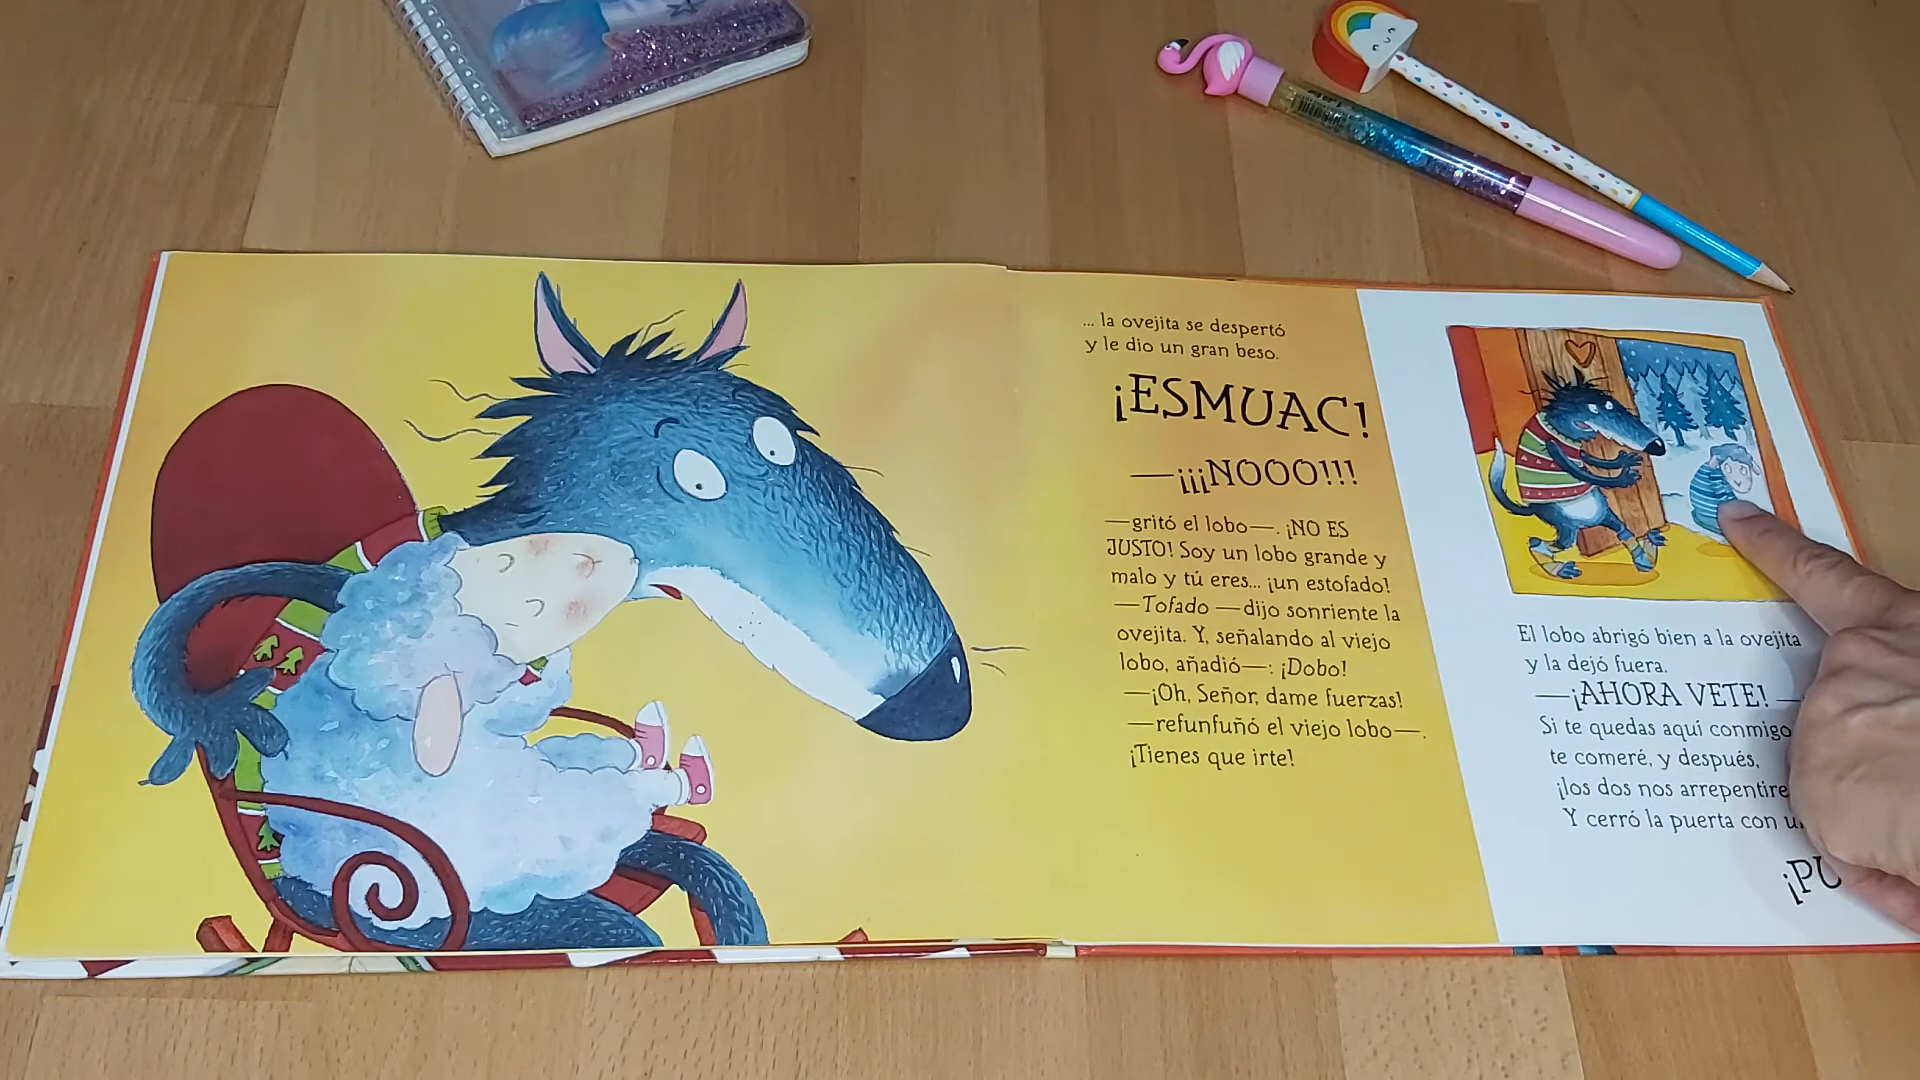 ... la ovejita se despertó
y le dio un gran beso.
¡ESMUAC!
—¡¡¡NOOO!!!
—gritó el lobo—. ¡NO ES
JUSTO! Soy un lobo grande y
malo y tú eres... ¡un estofado!
—Tofado —dijo sonriente la
ovejita. Y, señalando al viejo
lobo, añadió—: ¡Dobo!
—¡Oh, Señor, dame fuerzas!
—refunfuñó el viejo lobo—.
¡Tienes que irte!
El lobo abrigó bien a la ovejita
y la dejó fuera.
—¡AHORA VETE! —
Si te quedas aquí conmigo
te comeré, y después,
¡los dos nos
Y cerró la puerta con